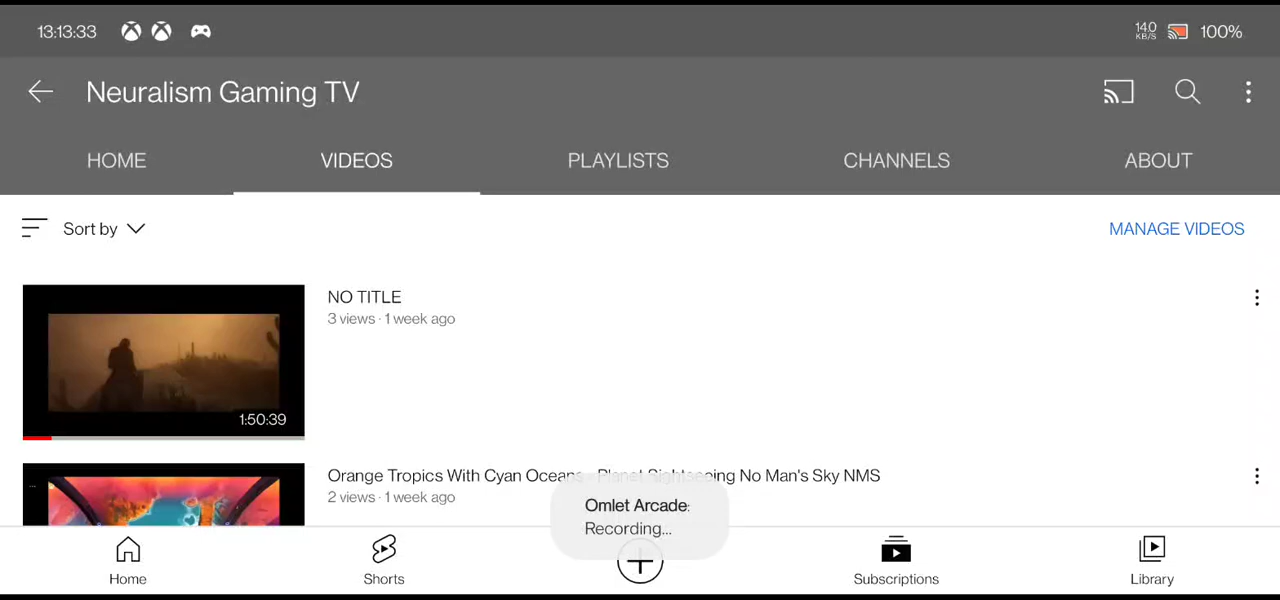 13:13:33
14.0 KB/S
100%
Neuralism Gaming TV
HOME VIDEOS PLAYLISTS CHANNELS ABOUT
Sort by
MANAGE VIDEOS
NO TITLE
3 views · 1 week ago
1:50:39
Orange Tropics With Cyan Oceans - Planet Sightseeing No Man's Sky NMS
2 views · 1 week ago
Omlet Arcade:
Recording...
Home Shorts Subscriptions Library